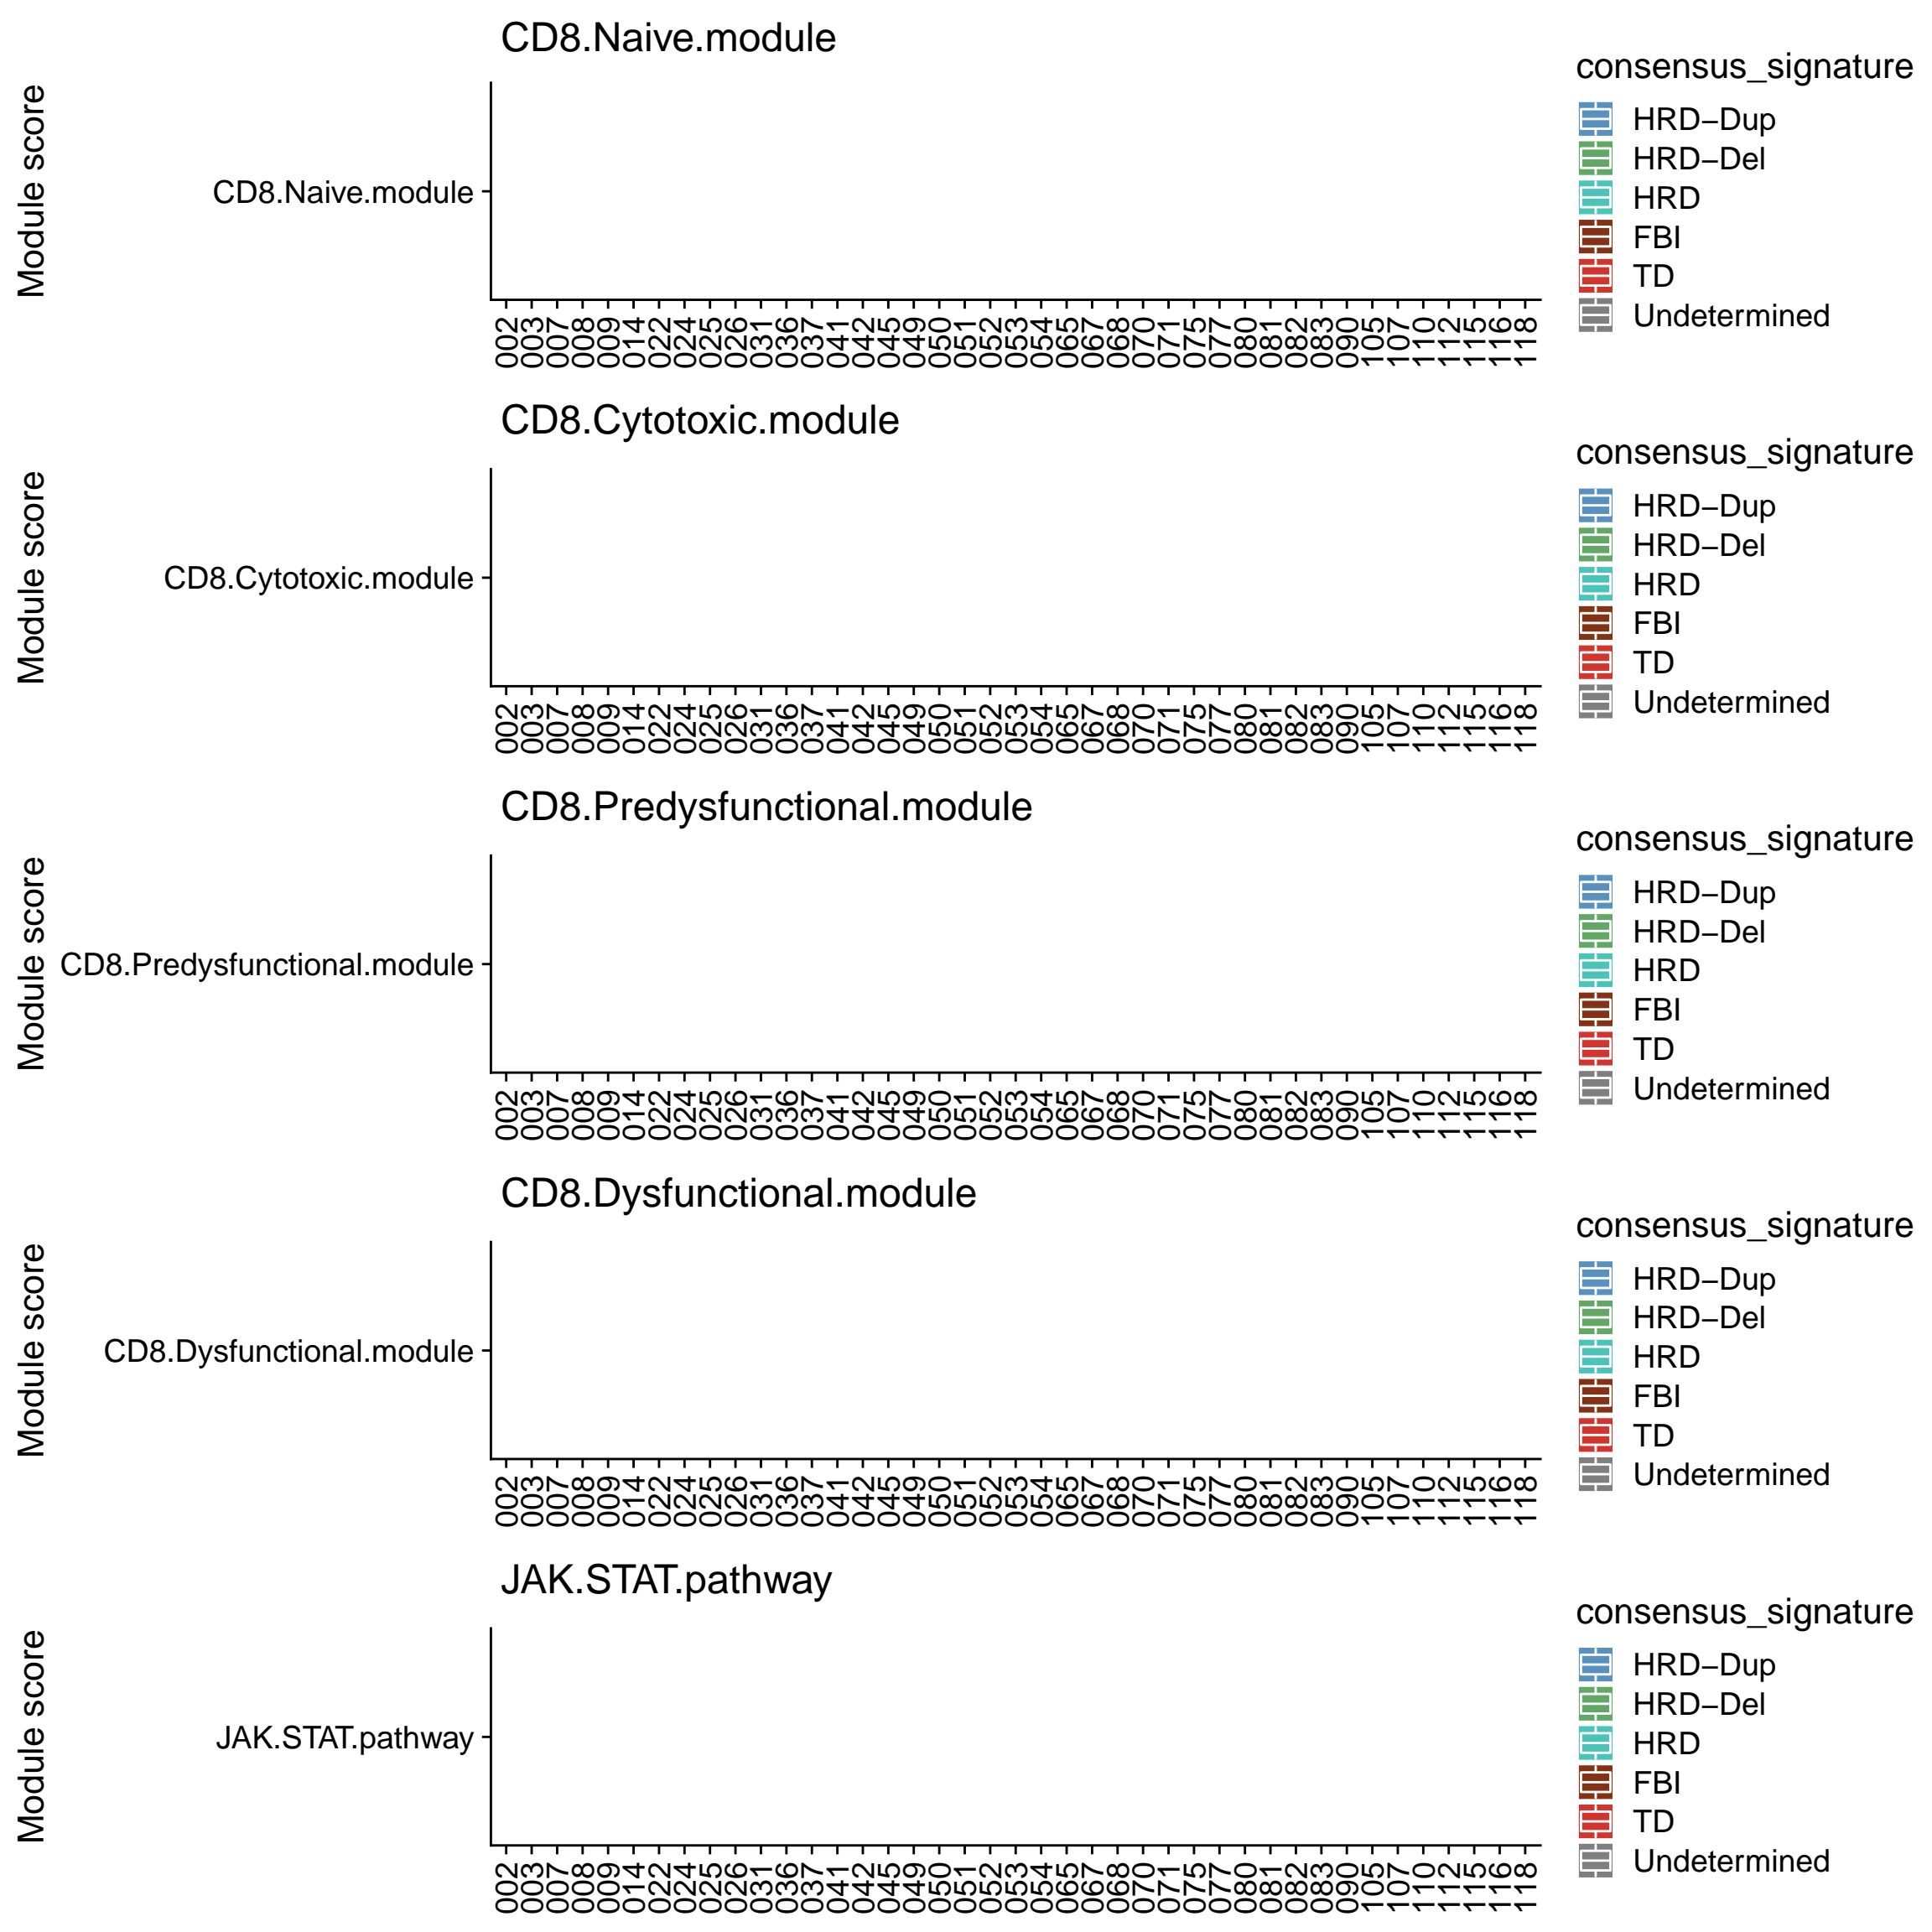 CD8.Naive.module
Module score
CD8.Naive.module
002 003 007 008 009 014 022 024 025 026 031 036 037 041 042 045 049 050 051 052 053 054 065 067 068 070 071 075 077 080 081 082 083 090 105 107 110 112 115 116 118
consensus_signature
HRD−Dup
HRD−Del
HRD
FBI
TD
Undetermined
CD8.Cytotoxic.module
Module score
CD8.Cytotoxic.module
002 003 007 008 009 014 022 024 025 026 031 036 037 041 042 045 049 050 051 052 053 054 065 067 068 070 071 075 077 080 081 082 083 090 105 107 110 112 115 116 118
consensus_signature
HRD−Dup
HRD−Del
HRD
FBI
TD
Undetermined
CD8.Predysfunctional.module
Module score
CD8.Predysfunctional.module
002 003 007 008 009 014 022 024 025 026 031 036 037 041 042 045 049 050 051 052 053 054 065 067 068 070 071 075 077 080 081 082 083 090 105 107 110 112 115 116 118
consensus_signature
HRD−Dup
HRD−Del
HRD
FBI
TD
Undetermined
CD8.Dysfunctional.module
Module score
CD8.Dysfunctional.module
002 003 007 008 009 014 022 024 025 026 031 036 037 041 042 045 049 050 051 052 053 054 065 067 068 070 071 075 077 080 081 082 083 090 105 107 110 112 115 116 118
consensus_signature
HRD−Dup
HRD−Del
HRD
FBI
TD
Undetermined
JAK.STAT.pathway
Module score
JAK.STAT.pathway
002 003 007 008 009 014 022 024 025 026 031 036 037 041 042 045 049 050 051 052 053 054 065 067 068 070 071 075 077 080 081 082 083 090 105 107 110 112 115 116 118
consensus_signature
HRD−Dup
HRD−Del
HRD
FBI
TD
Undetermined